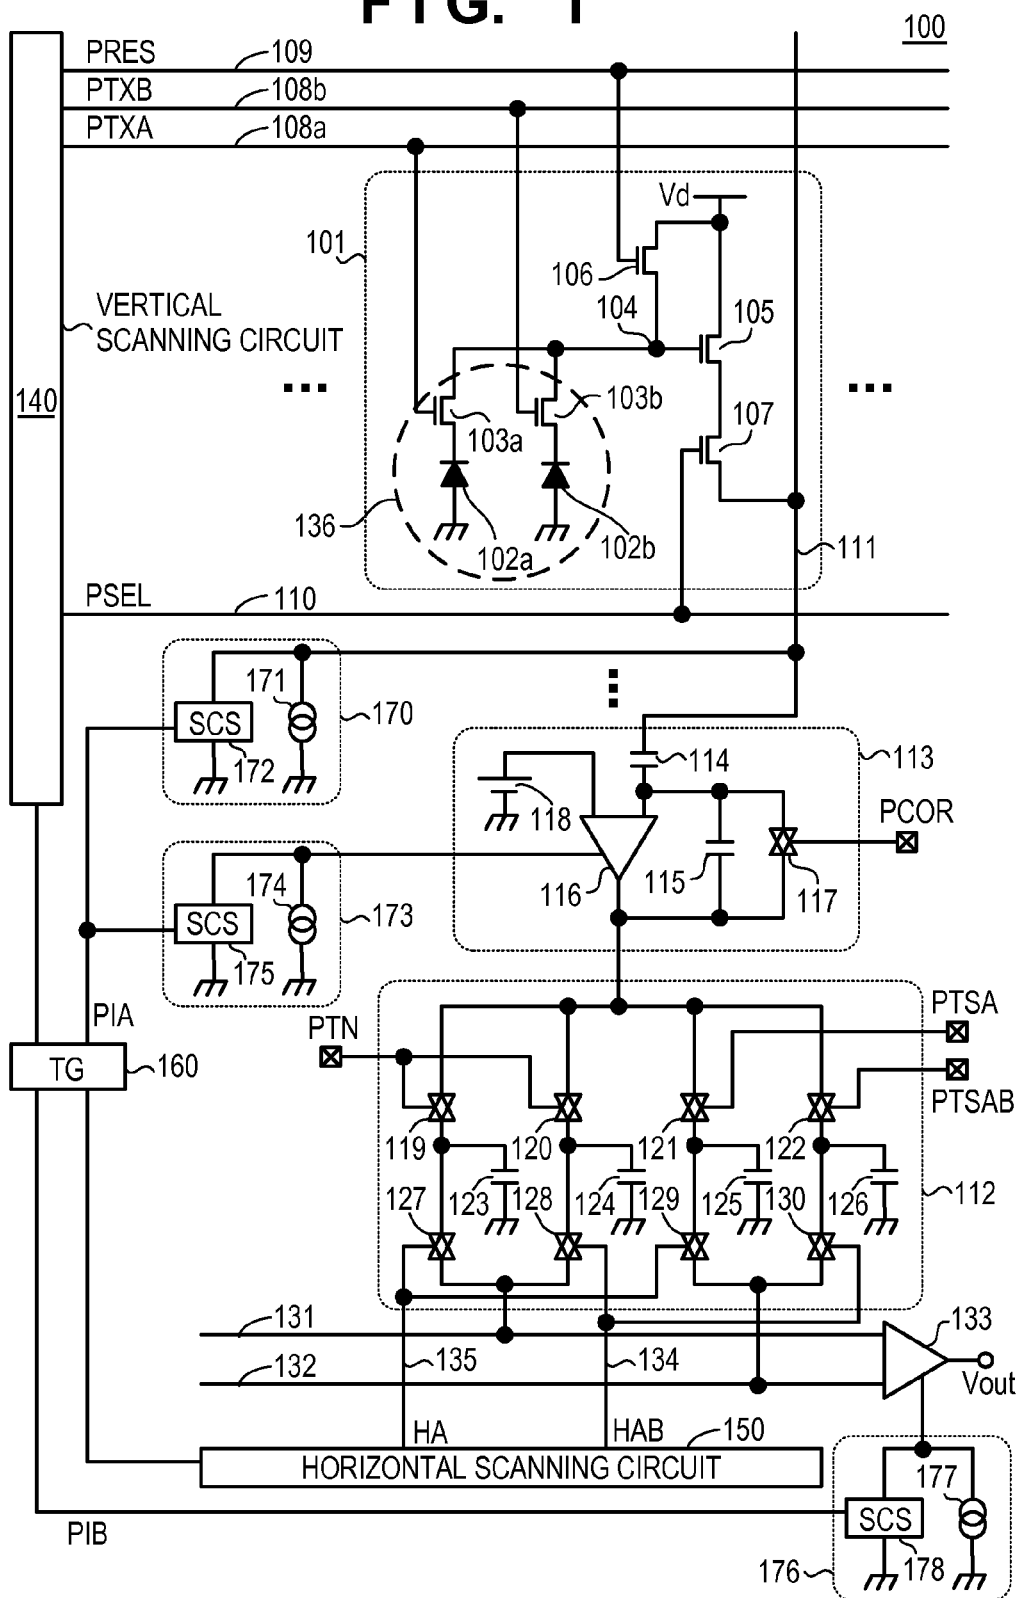 FIG. 1
100
PRES 109
PTXB 108b
PTXA 108a
Vd
101
106
104 105
VERTICAL
SCANNING CIRCUIT
140
103b
103a
107
136
102a 102b
111
PSEL 110
171
SCS
170
172
114 113
118
PCOR
116 115 117
174
SCS
173
175
PIA
PTN
PTSA
TG 160
PTSAB
119 120 121 122
123 124 125 126
127 128 129 130
112
131
133
135 134
132
Vout
HA HAB 150
HORIZONTAL SCANNING CIRCUIT
177
SCS
PIB
176 178